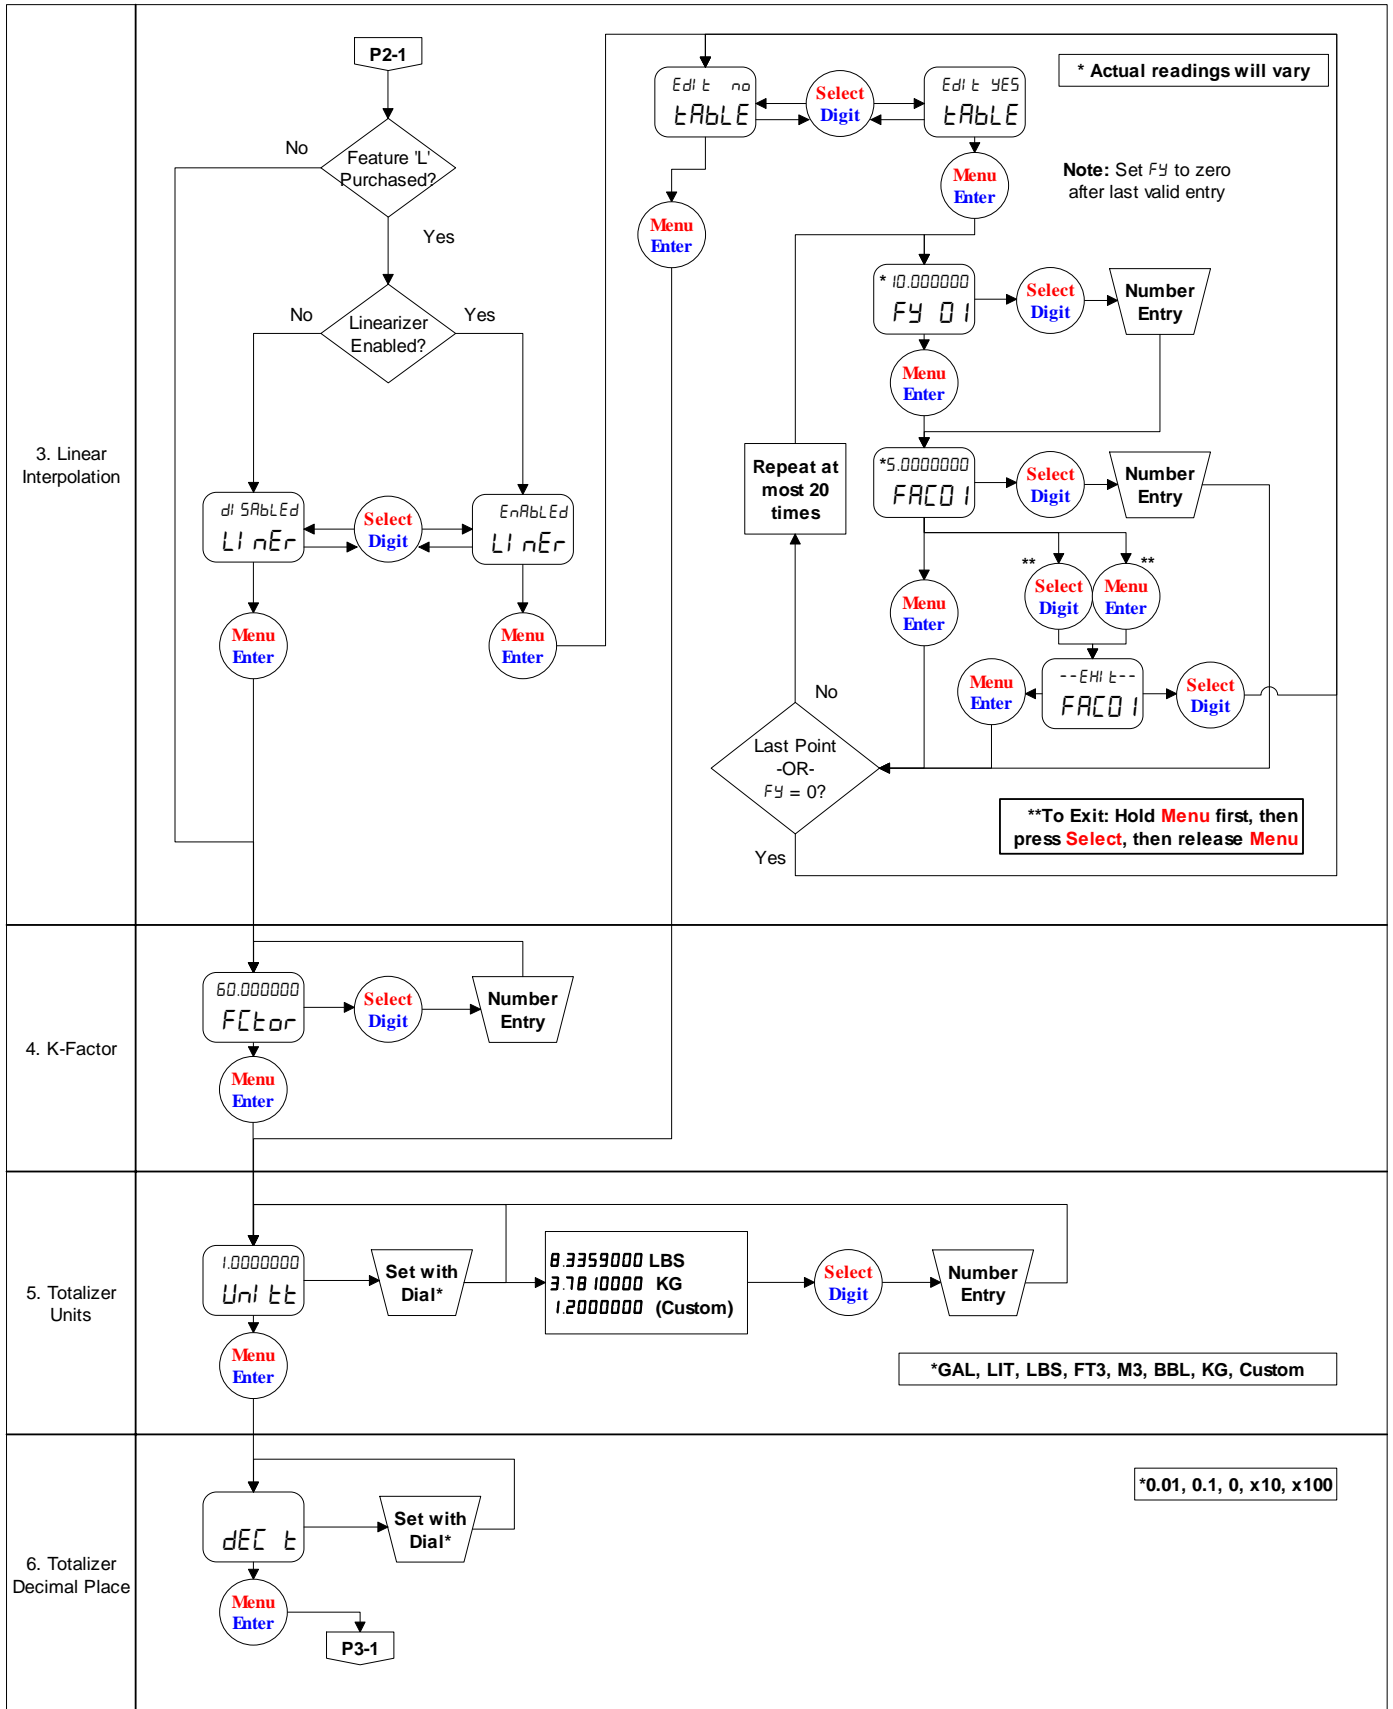 3. Linear
Interpolation
P2-1
Feature 'L'
Purchased?
No
Yes
Linearizer
Enabled?
No
Yes
dISAbLEd
LInEr
Select
Digit
EnAbLEd
LInEr
Menu
Enter
Menu
Enter
EdIt no
tAbLE
Select
Digit
EdIt YES
tAbLE
* Actual readings will vary
Menu
Enter
Menu
Enter
Note: Set FY to zero
after last valid entry
*10.000000
FY 01
Select
Digit
Number
Entry
Menu
Enter
*5.0000000
FAC01
Select
Digit
Number
Entry
Repeat at
most 20
times
Menu
Enter
**
Select
Digit
**
Menu
Enter
--EHIt--
FAC01
Menu
Enter
Select
Digit
No
Last Point
-OR-
FY = 0?
Yes
**To Exit: Hold Menu first, then
press Select, then release Menu
4. K-Factor
60.000000
FCtor
Select
Digit
Number
Entry
Menu
Enter
5. Totalizer
Units
1.0000000
UnItt
Set with
Dial*
8.3359000 LBS
3.7810000 KG
1.2000000 (Custom)
Select
Digit
Number
Entry
Menu
Enter
*GAL, LIT, LBS, FT3, M3, BBL, KG, Custom
6. Totalizer
Decimal Place
dEC t
Set with
Dial*
*0.01, 0.1, 0, x10, x100
Menu
Enter
P3-1